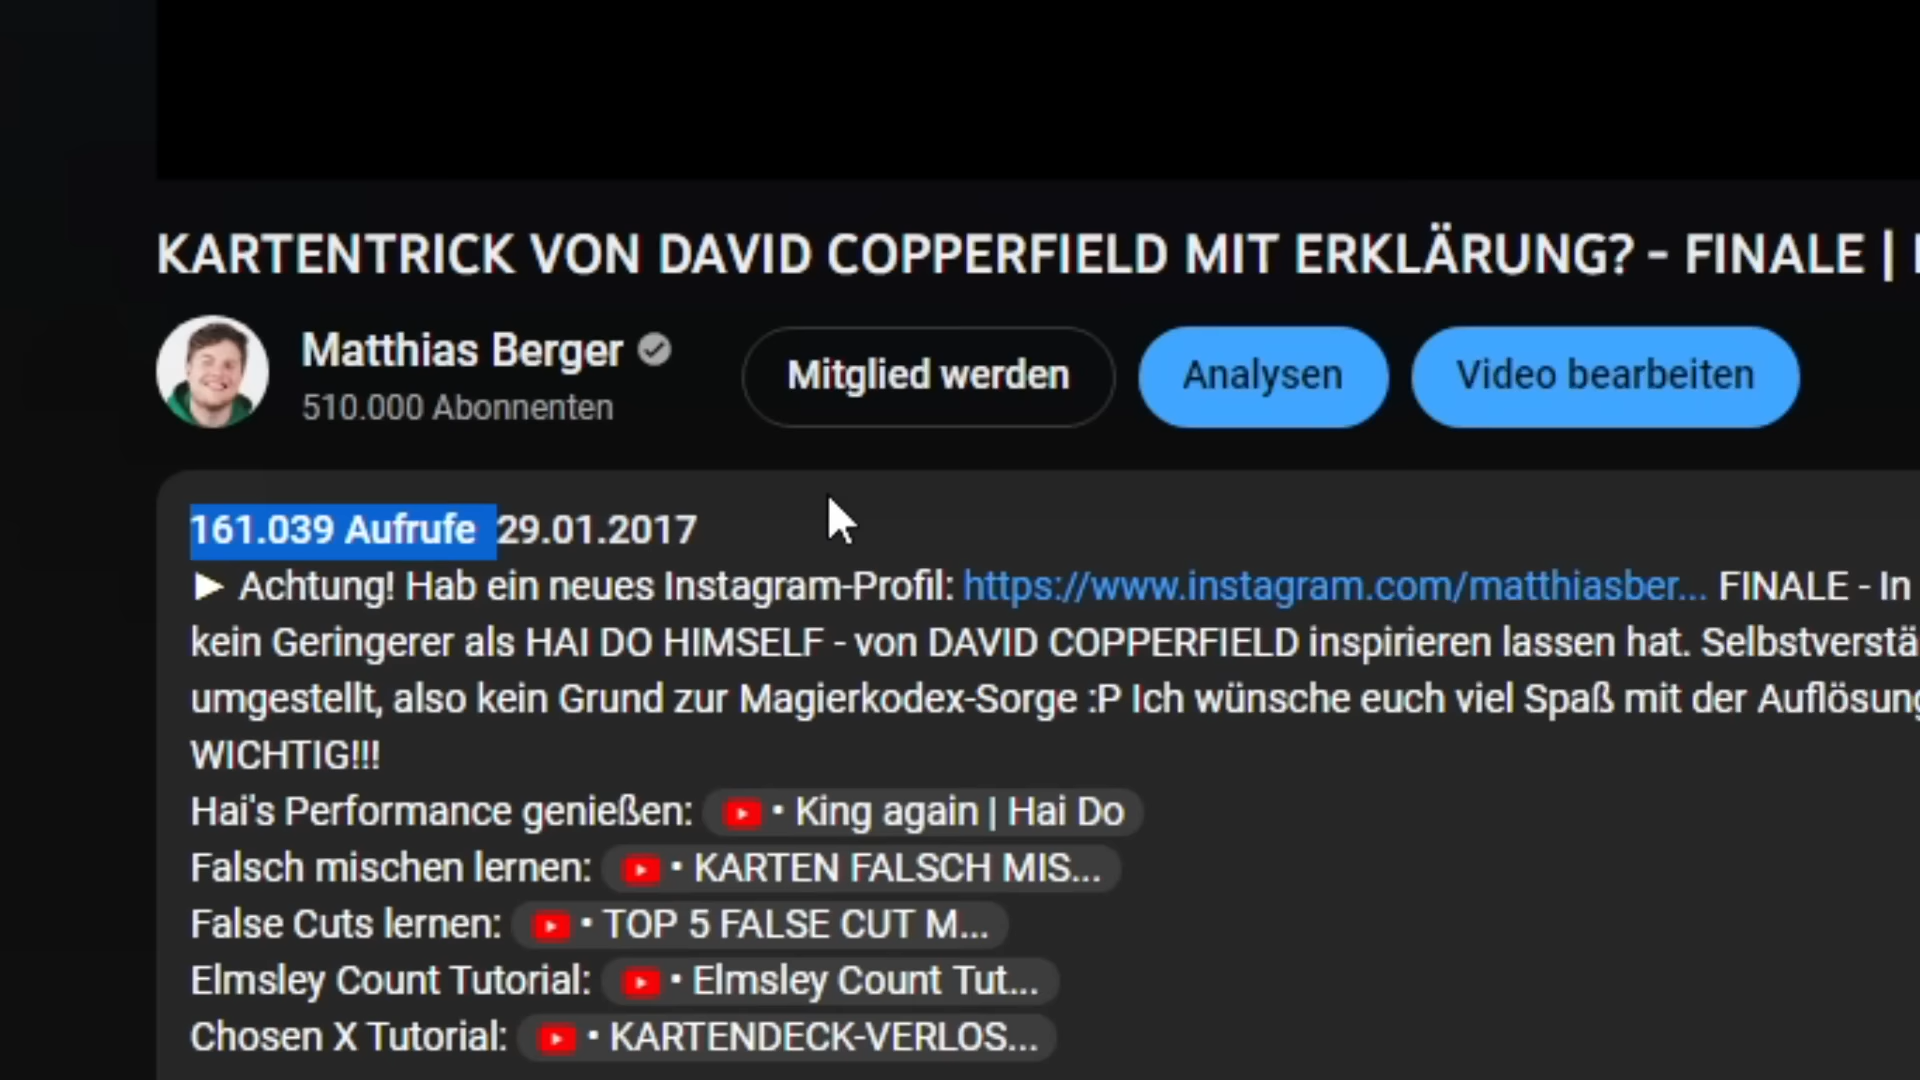 KARTENTRICK VON DAVID COPPERFIELD MIT ERKLÄRUNG? - FINALE |
Matthias Berger
510.000 Abonnenten
Mitglied werden
Analysen
Video bearbeiten
161.039 Aufrufe 29.01.2017
► Achtung! Hab ein neues Instagram-Profil: https://www.instagram.com/matthiasber... FINALE - In
kein Geringerer als HAI DO HIMSELF - von DAVID COPPERFIELD inspirieren lassen hat. Selbstverstä
umgestellt, also kein Grund zur Magierkodex-Sorge :P Ich wünsche euch viel Spaß mit der Auflösung
WICHTIG!!!
Hai's Performance genießen: • King again | Hai Do
Falsch mischen lernen: • KARTEN FALSCH MIS...
False Cuts lernen: • TOP 5 FALSE CUT M...
Elmsley Count Tutorial: • Elmsley Count Tut...
Chosen X Tutorial: • KARTENDECK-VERLOS...